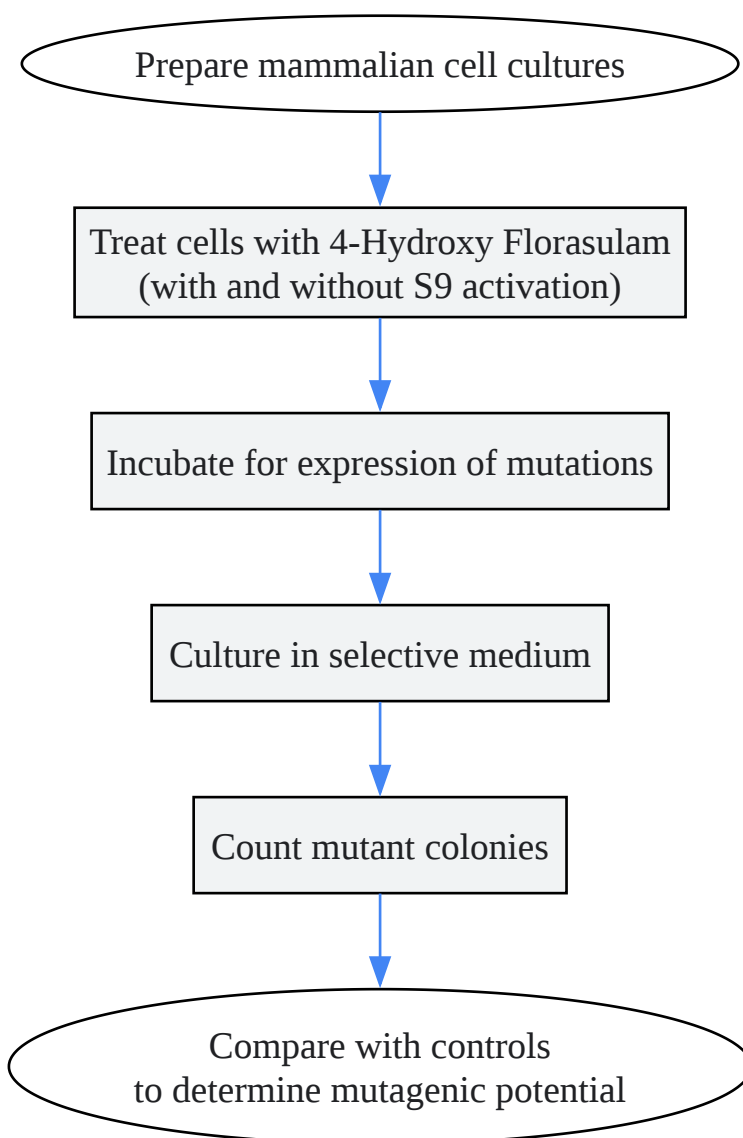 Prepare mammalian cell cultures
Treat cells with 4-Hydroxy Florasulam
(with and without S9 activation)
Incubate for expression of mutations
Culture in selective medium
Count mutant colonies
Compare with controls
to determine mutagenic potential